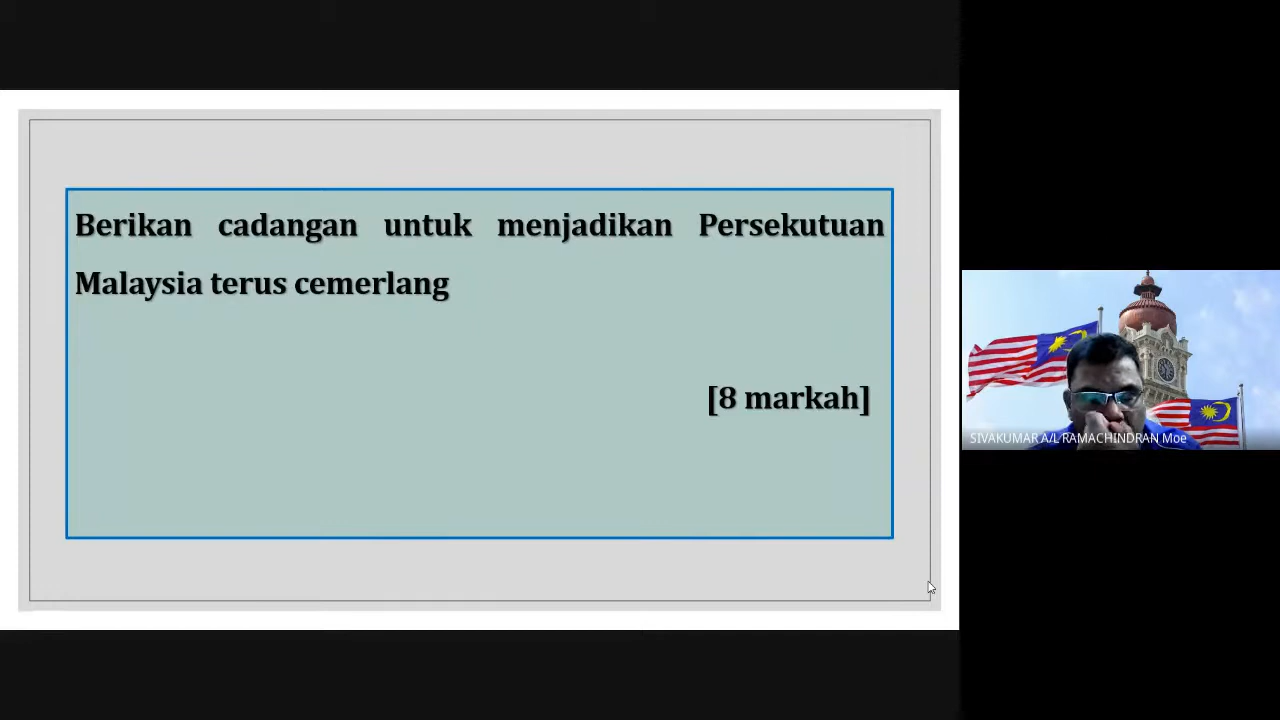 Berikan cadangan untuk menjadikan Persekutuan
Malaysia terus cemerlang
[8 markah]
SIVAKUMAR A/L RAMACHINDRAN Moe